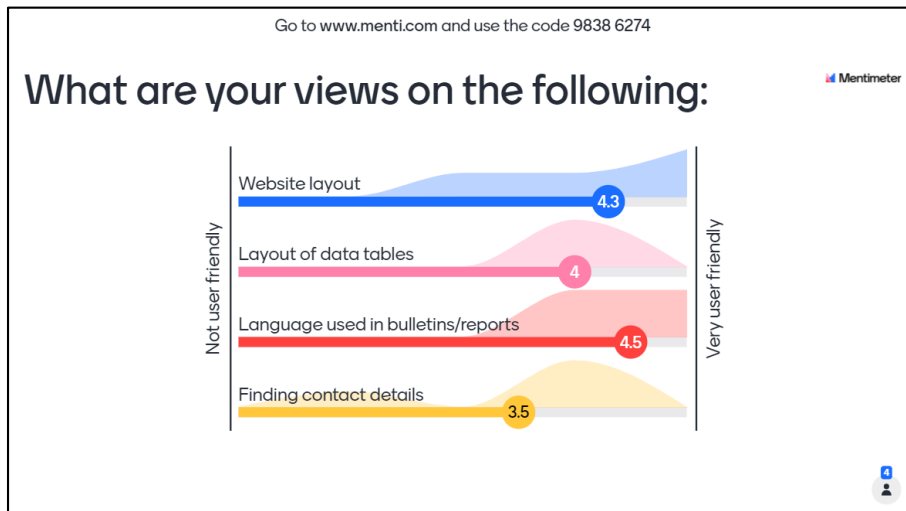 Go to www.menti.com and use the code 9838 6274
What are your views on the following:
Mentimeter
Not user friendly
Website layout
4.3
Layout of data tables
4
Language used in bulletins/reports
4.5
Finding contact details
3.5
Very user friendly
4